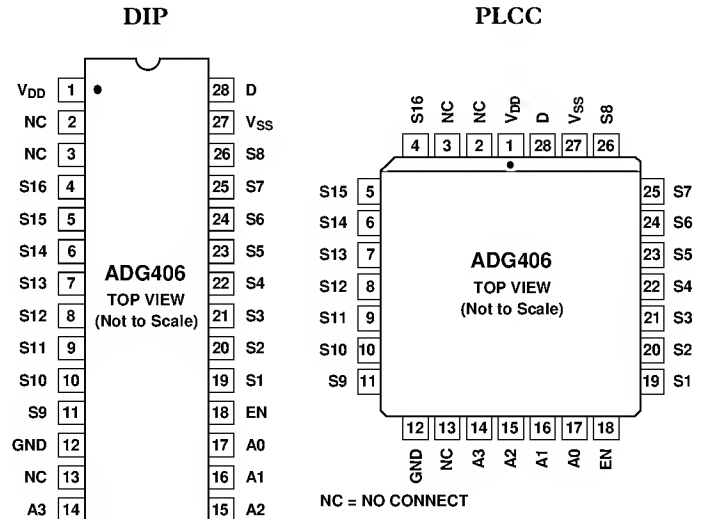 DIP
VDD 1 28 D
NC 2 27 VSS
NC 3 26 S8
S16 4 25 S7
S15 5 24 S6
S14 6 23 S5
S13 7 22 S4
S12 8 21 S3
S11 9 20 S2
S10 10 19 S1
S9 11 18 EN
GND 12 17 A0
NC 13 16 A1
A3 14 15 A2
ADG406
TOP VIEW
(Not to Scale)
PLCC
S16 NC NC VDD D VSS S8
4 3 2 1 28 27 26
S15 5 25 S7
S14 6 24 S6
S13 7 23 S5
S12 8 22 S4
S11 9 21 S3
S10 10 20 S2
S9 11 19 S1
ADG406
TOP VIEW
(Not to Scale)
12 13 14 15 16 17 18
GND NC A3 A2 A1 A0 EN
NC = NO CONNECT